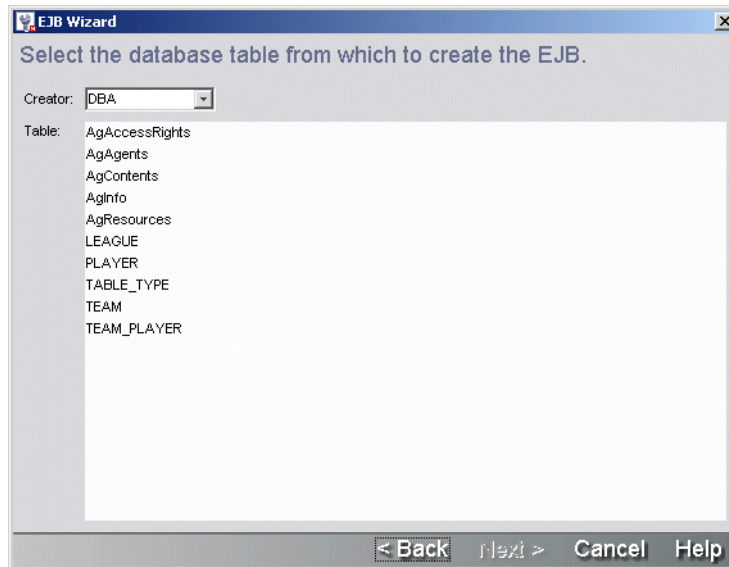 EJB Wizard
Select the database table from which to create the EJB.
Creator: DBA
Table:
AgAccessRights
AgAgents
AgContents
AgInfo
AgResources
LEAGUE
PLAYER
TABLE_TYPE
TEAM
TEAM_PLAYER
< Back Next > Cancel Help